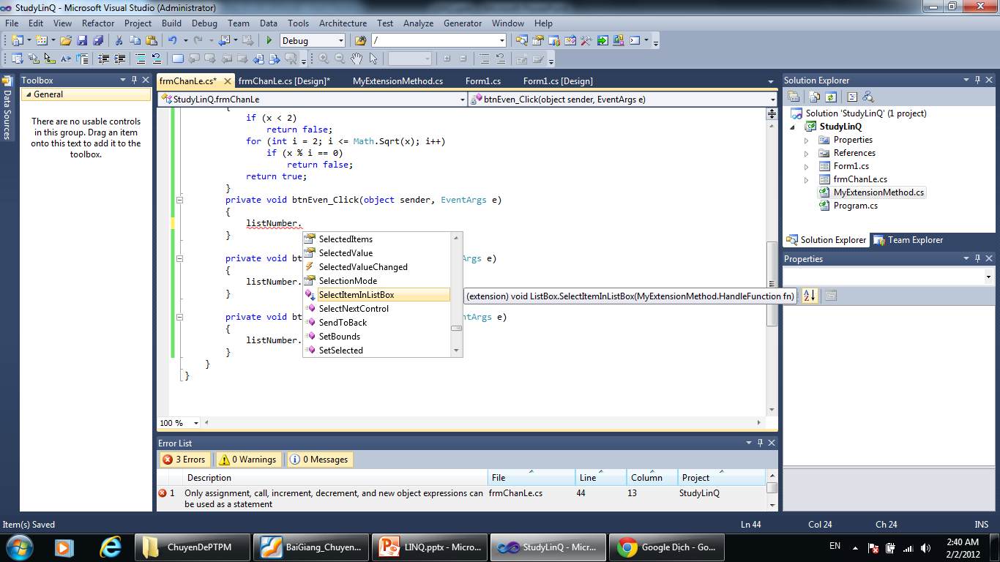 StudyLinQ - Microsoft Visual Studio (Administrator)
File Edit View Refactor Project Build Debug Team Data Tools Architecture Test Analyze Generator Window Help
Debug /
Data Sources
Toolbox
General
There are no usable controls
in this group. Drag an item
onto this text to add it to the
toolbox.
frmChanLe.cs* frmChanLe.cs [Design]* MyExtensionMethod.cs Form1.cs Form1.cs [Design]
StudyLinQ.frmChanLe btnEven_Click(object sender, EventArgs e)
{
if (x < 2)
return false;
for (int i = 2; i <= Math.Sqrt(x); i++)
if (x % i == 0)
return false;
return true;
}
private void btnEven_Click(object sender, EventArgs e)
{
listNumber.
}
private void bt Args e)
{
listNumber.
}
private void bt ntArgs e)
{
listNumber.
}
}
}
SelectedItems
SelectedValue
SelectedValueChanged
SelectionMode
SelectItemInListBox
SelectNextControl
SendToBack
SetBounds
SetSelected
(extension) void ListBox.SelectItemInListBox(MyExtensionMethod.HandleFunction fn)
100 %
Solution Explorer
Solution 'StudyLinQ' (1 project)
StudyLinQ
Properties
References
Form1.cs
frmChanLe.cs
MyExtensionMethod.cs
Program.cs
Solution Explorer Team Explorer
Properties
Error List
3 Errors 0 Warnings 0 Messages
Description File Line Column Project
1 Only assignment, call, increment, decrement, and new object expressions can be used as a statement frmChanLe.cs 44 13 StudyLinQ
Item(s) Saved Ln 44 Col 24 Ch 24 INS
ChuyenDePTPM BaiGiang_Chuyen... LINQ.pptx - Micro... StudyLinQ - Micr... Google Dịch - Go... EN 2:40 AM
2/2/2012